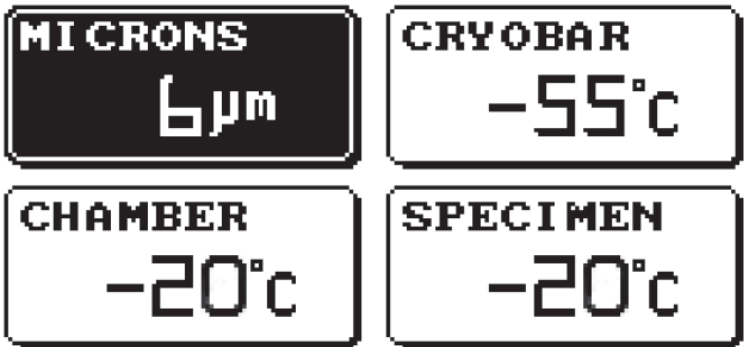 MICRONS
6µm
CRYOBAR
-55°C
CHAMBER
-20°C
SPECIMEN
-20°C